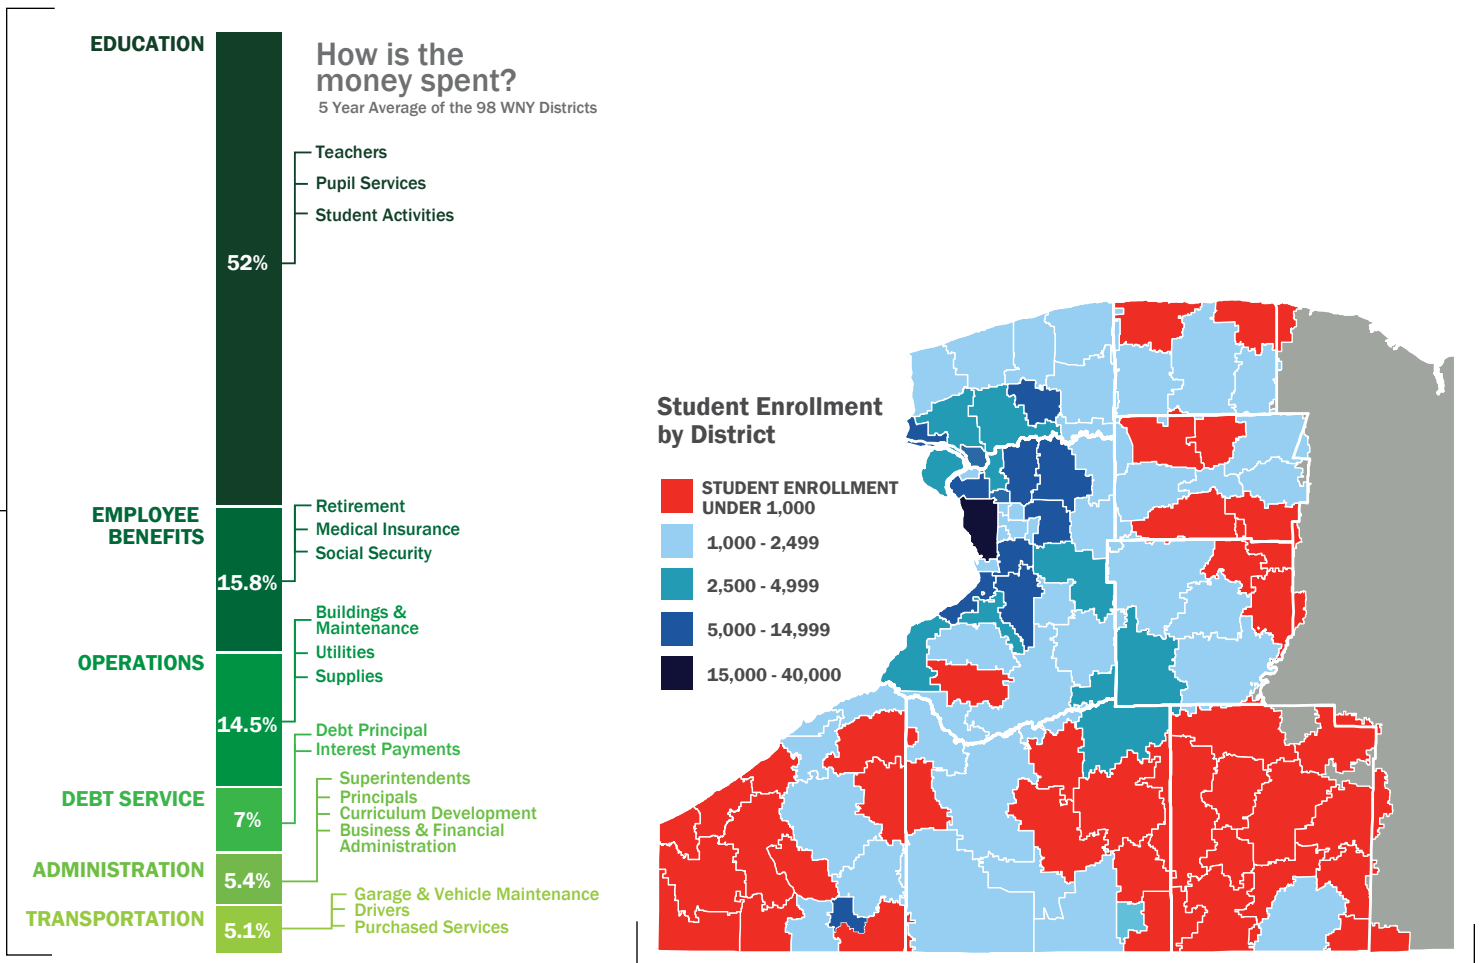 How is the
money spent?
5 Year Average of the 98 WNY Districts
EDUCATION
52%
Teachers
Pupil Services
Student Activities
EMPLOYEE
BENEFITS
15.8%
Retirement
Medical Insurance
Social Security
OPERATIONS
14.5%
Buildings &
Maintenance
Utilities
Supplies
DEBT SERVICE
7%
Debt Principal
Interest Payments
ADMINISTRATION
5.4%
Superintendents
Principals
Curriculum Development
Business & Financial
Administration
TRANSPORTATION
5.1%
Garage & Vehicle Maintenance
Drivers
Purchased Services
Student Enrollment
by District
STUDENT ENROLLMENT
UNDER 1,000
1,000 - 2,499
2,500 - 4,999
5,000 - 14,999
15,000 - 40,000